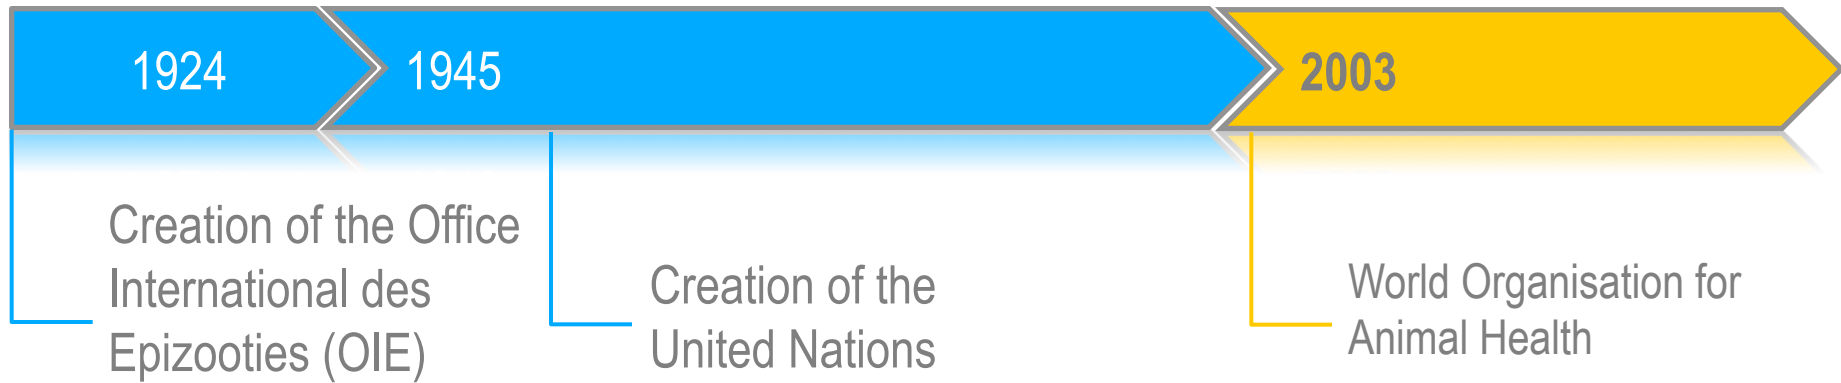 1924
1945
2003
Creation of the Office
International des
Epizooties (OIE)
Creation of the
United Nations
World Organisation for
Animal Health